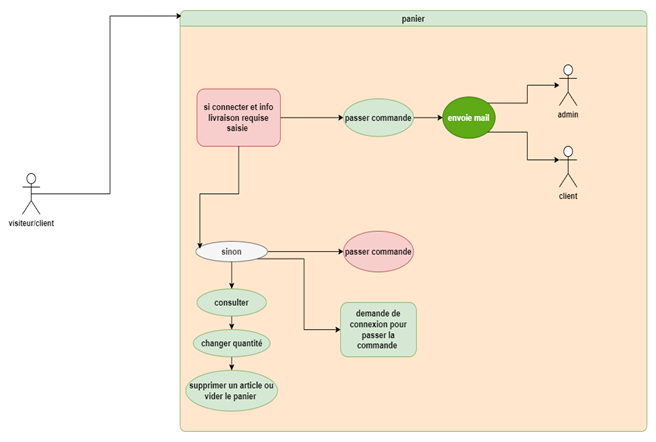 panier
si connecter et info
livraison requise
saisie
passer commande
envoie mail
admin
client
visiteur/client
sinon
passer commande
consulter
demande de
connexion pour
passer la
commande
changer quantité
supprimer un article ou
vider le panier